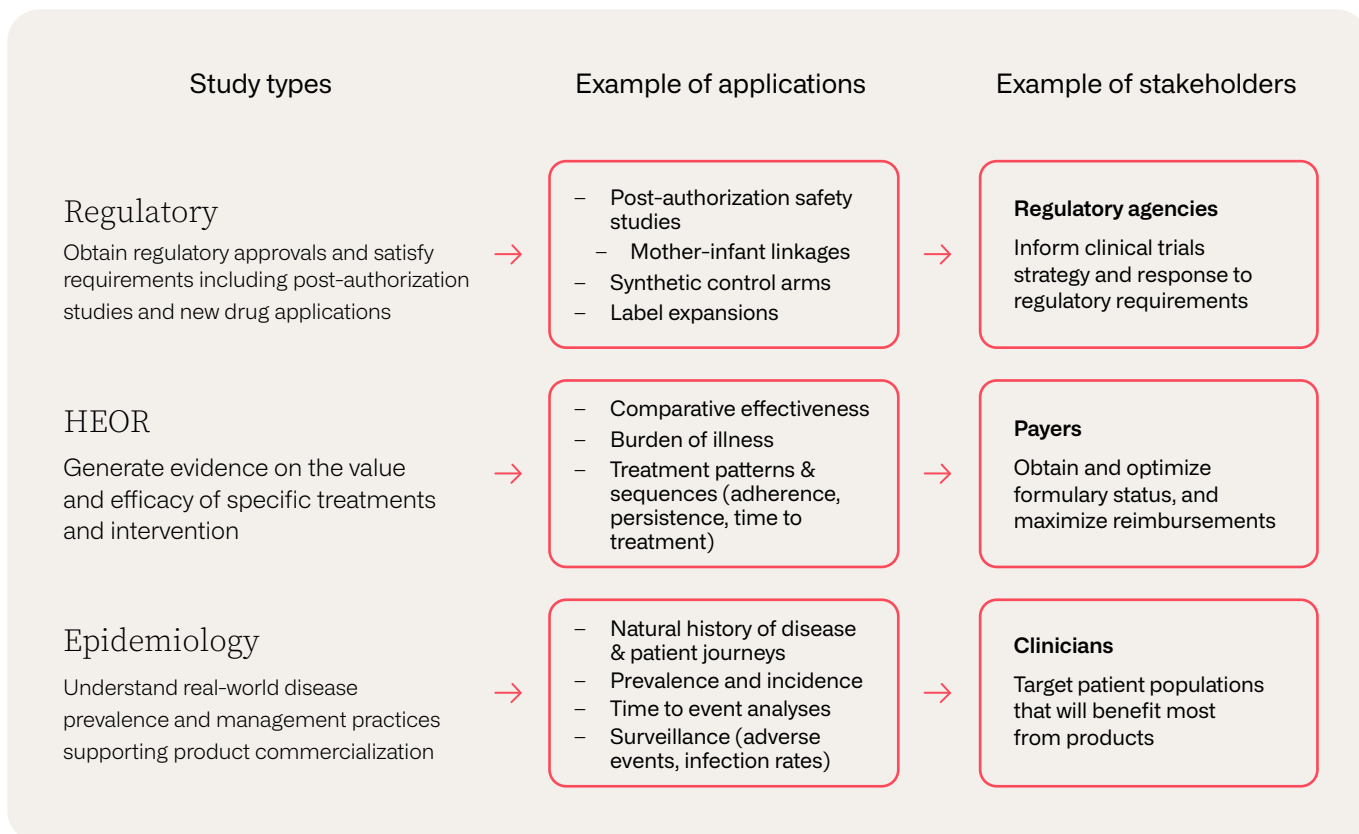 Study types
Example of applications
Example of stakeholders
Regulatory
Obtain regulatory approvals and satisfy
requirements including post-authorization
studies and new drug applications
– Post-authorization safety
studies
– Mother-infant linkages
– Synthetic control arms
– Label expansions
Regulatory agencies
Inform clinical trials
strategy and response to
regulatory requirements
HEOR
Generate evidence on the value
and efficacy of specific treatments
and intervention
– Comparative effectiveness
– Burden of illness
– Treatment patterns &
sequences (adherence,
persistence, time to
treatment)
Payers
Obtain and optimize
formulary status, and
maximize reimbursements
Epidemiology
Understand real-world disease
prevalence and management practices
supporting product commercialization
– Natural history of disease
& patient journeys
– Prevalence and incidence
– Time to event analyses
– Surveillance (adverse
events, infection rates)
Clinicians
Target patient populations
that will benefit most
from products